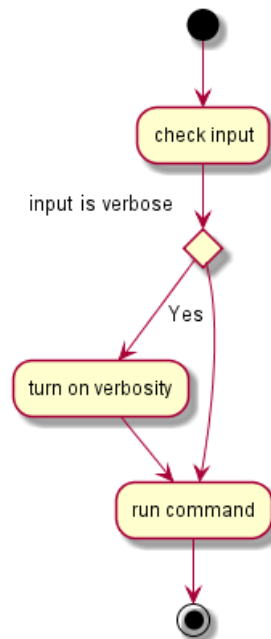 check input
input is verbose
Yes
turn on verbosity
run command